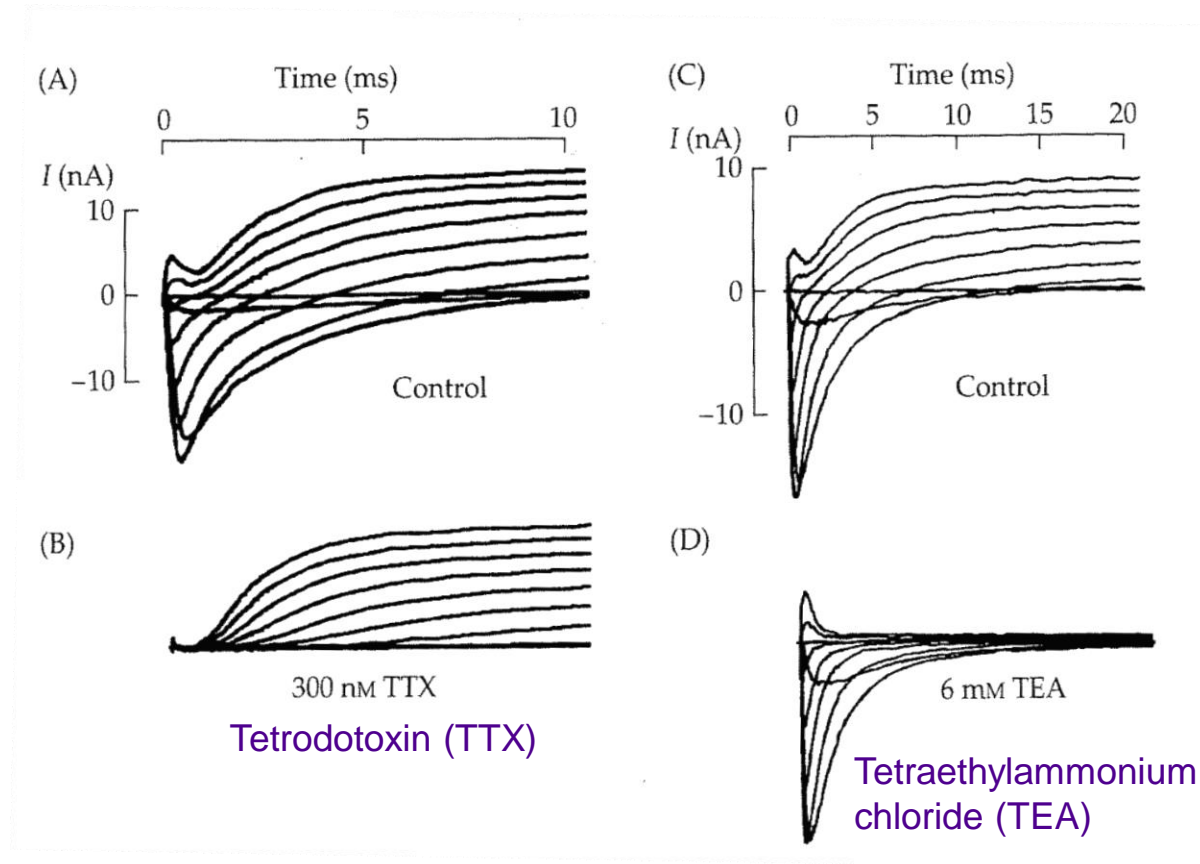 (A)
Time (ms)
0 5 10
I (nA)
10
0
−10
Control
(B)
300 nM TTX
Tetrodotoxin (TTX)
(C)
Time (ms)
0 5 10 15 20
I (nA)
10
0
−10
Control
(D)
6 mM TEA
Tetraethylammonium
chloride (TEA)